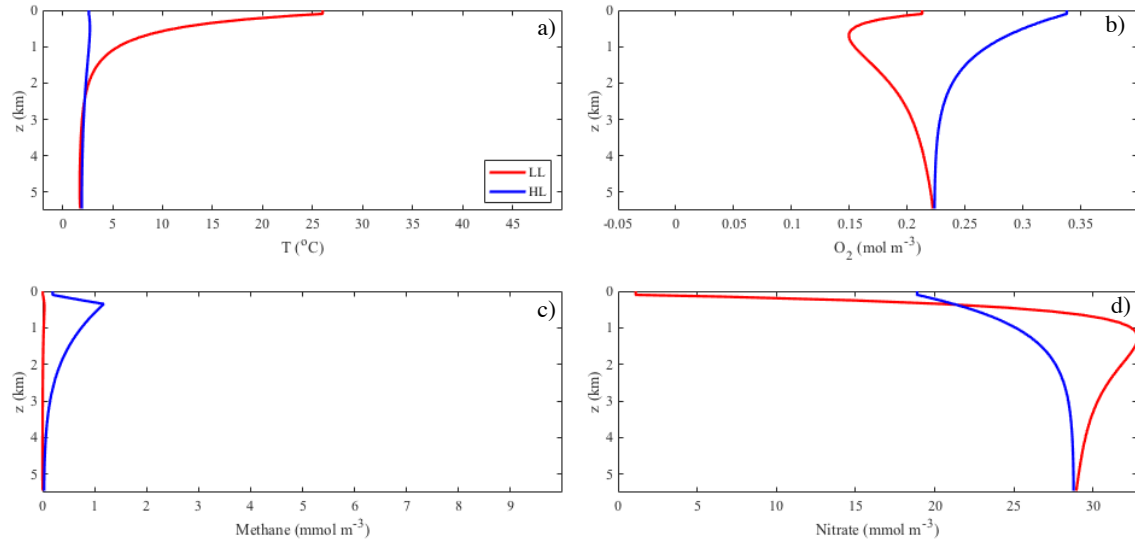 a)
0
1
2
3
4
5
z (km)
LL
HL
0 5 10 15 20 25 30 35 40 45
T (°C)
b)
0
1
2
3
4
5
z (km)
-0.05 0 0.05 0.1 0.15 0.2 0.25 0.3 0.35
O2 (mol m-3)
c)
0
1
2
3
4
5
z (km)
0 1 2 3 4 5 6 7 8 9
Methane (mmol m-3)
d)
0
1
2
3
4
5
z (km)
0 5 10 15 20 25 30
Nitrate (mmol m-3)